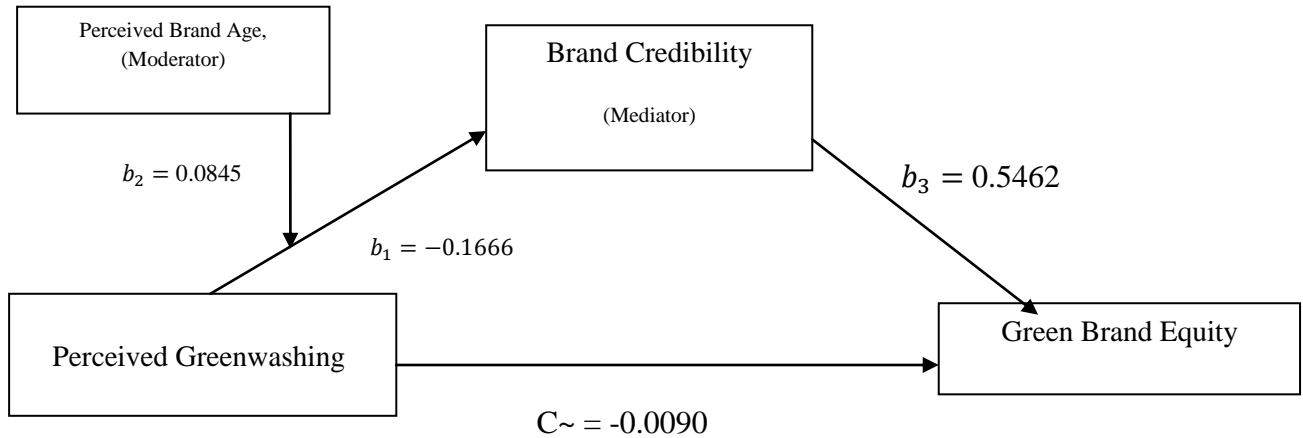 Perceived Brand Age,
(Moderator)
Brand Credibility
(Mediator)
𝑏₂ = 0.0845
𝑏₃ = 0.5462
𝑏₁ = −0.1666
Perceived Greenwashing
Green Brand Equity
C~ = -0.0090